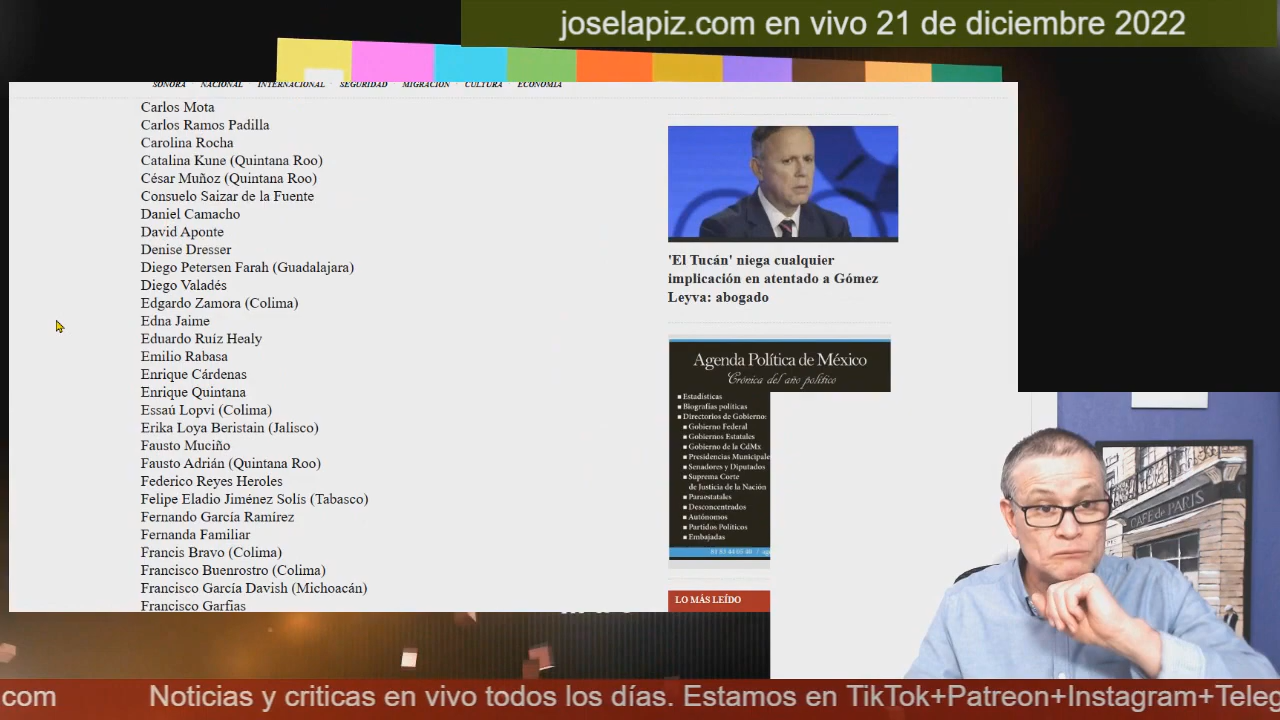 joselapiz.com en vivo 21 de diciembre 2022
SONORA NACIONAL INTERNACIONAL SEGURIDAD MIGRACIÓN CULTURA ECONOMÍA
Carlos Mota
Carlos Ramos Padilla
Carolina Rocha
Catalina Kune (Quintana Roo)
César Muñoz (Quintana Roo)
Consuelo Saizar de la Fuente
Daniel Camacho
David Aponte
Denise Dresser
Diego Petersen Farah (Guadalajara)
Diego Valadés
Edgardo Zamora (Colima)
Edna Jaime
Eduardo Ruíz Healy
Emilio Rabasa
Enrique Cárdenas
Enrique Quintana
Essaú Lopvi (Colima)
Erika Loya Beristain (Jalisco)
Fausto Muciño
Fausto Adrián (Quintana Roo)
Federico Reyes Heroles
Felipe Eladio Jiménez Solís (Tabasco)
Fernando García Ramírez
Fernanda Familiar
Francis Bravo (Colima)
Francisco Buenrostro (Colima)
Francisco García Davish (Michoacán)
Francisco Garfias
'El Tucán' niega cualquier
implicación en atentado a Gómez
Leyva: abogado
Agenda Política de México
Crónica del año político
Estadísticas
Biografías políticas
Directorios de Gobierno:
Gobierno Federal
Gobiernos Estatales
Gobierno de la CdMx
Presidencias Municipale
Senadores y Diputados
Suprema Corte
de Justicia de la Nación
Paraestatales
Desconcentrados
Autónomos
Partidos Políticos
Embajadas
LO MÁS LEÍDO
CAFE de PARIS
com Noticias y criticas en vivo todos los días. Estamos en TikTok+Patreon+Instagram+Teleg